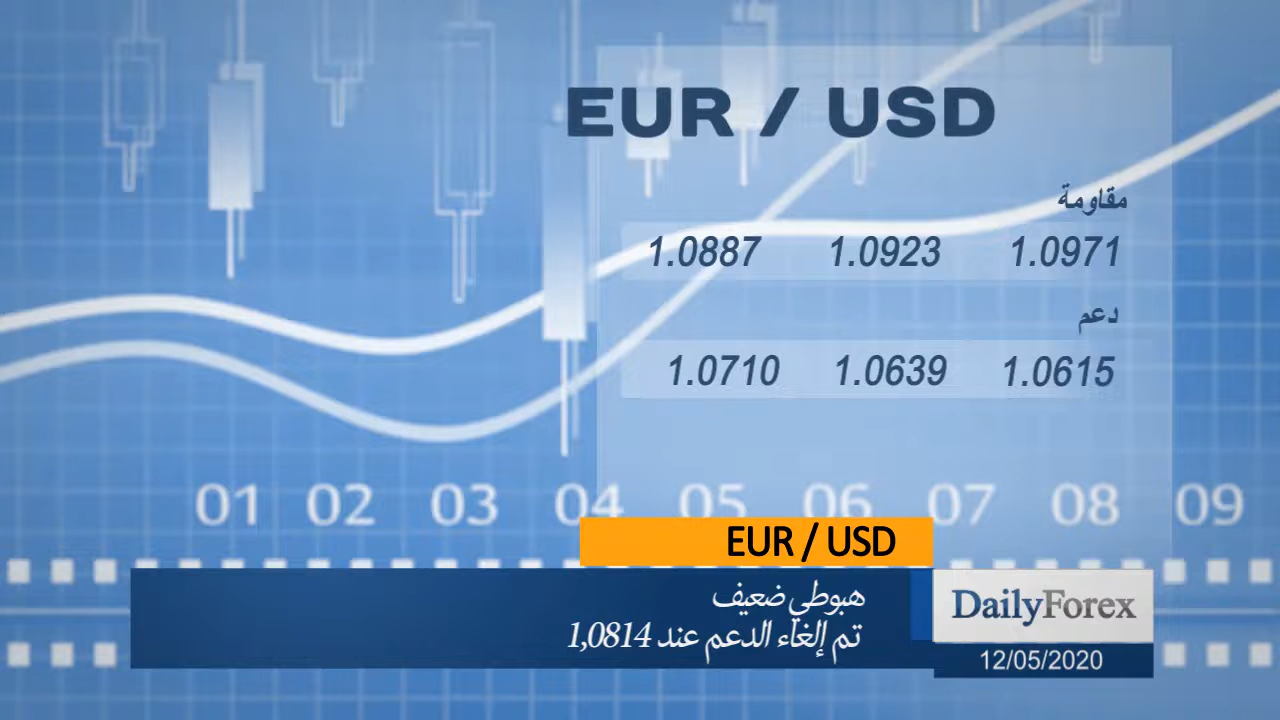 EUR / USD
مقاومة
1.0887 1.0923 1.0971
دعم
1.0710 1.0639 1.0615
01 02 03 04 05 06 07 08 09
EUR / USD
هبوطي ضعيف
تم إلغاء الدعم عند 1,0814
DailyForex
12/05/2020